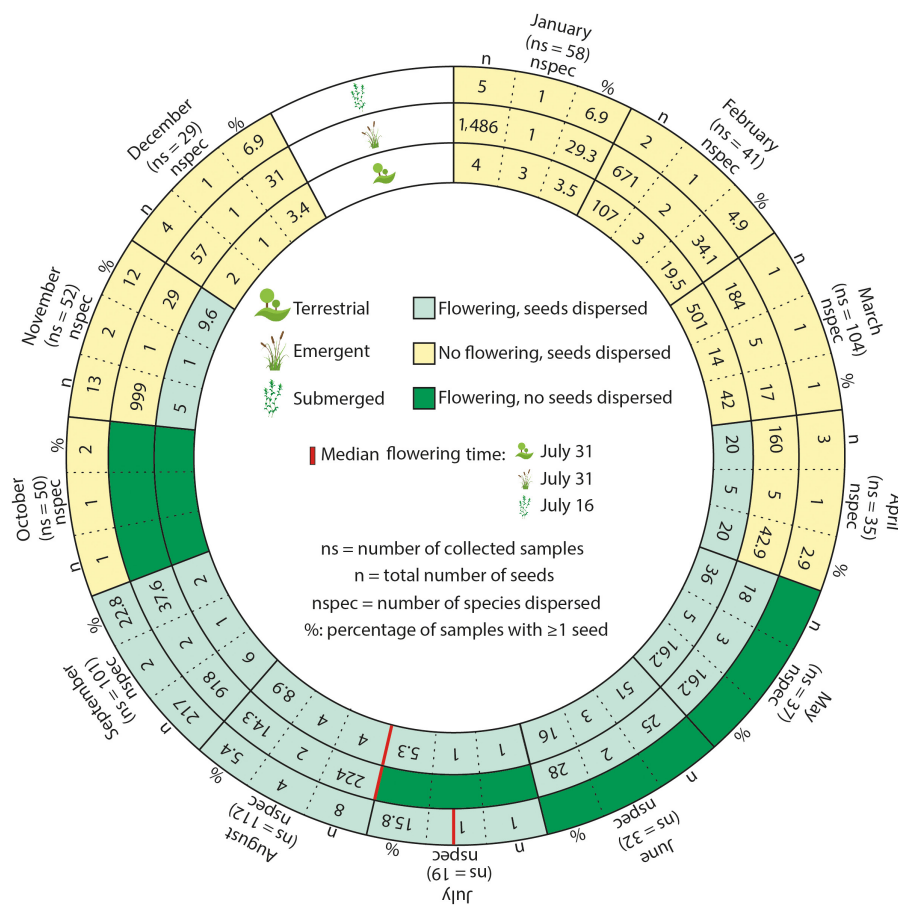 January
(ns = 58)
n nspec %
5 1 6.9
1,486 1 29.3
4 3 3.5
February
(ns = 41)
n nspec %
2 1 4.9
671 2 34.1
107 3 19.5
March
(ns = 104)
n nspec %
1 1 1
184 5 17
501 14 42
April
(ns = 35)
n nspec %
3 1 2.9
160 5 42.9
20 5 20
May
(ns = 37)
n nspec %
18 3 16.2
36 5 16.2
June
(ns = 32)
n nspec %
25 2 28
51 3 16
July
(ns = 19)
n nspec %
1 1 15.8
1 1 5.3
August
(ns = 112)
n nspec %
8 4 5.4
224 2 14.3
4 4 8.9
September
(ns = 101)
n nspec %
217 2 22.8
918 2 37.6
6 1 2
October
(ns = 50)
n nspec %
1 1 2
November
(ns = 52)
n nspec %
13 2 12
999 1 29
5 1 9.6
December
(ns = 29)
n nspec %
4 1 6.9
57 1 31
2 1 3.4
Terrestrial
Flowering, seeds dispersed
Emergent
No flowering, seeds dispersed
Submerged
Flowering, no seeds dispersed
Median flowering time: July 31
July 31
July 16
ns = number of collected samples
n = total number of seeds
nspec = number of species dispersed
%: percentage of samples with ≥1 seed